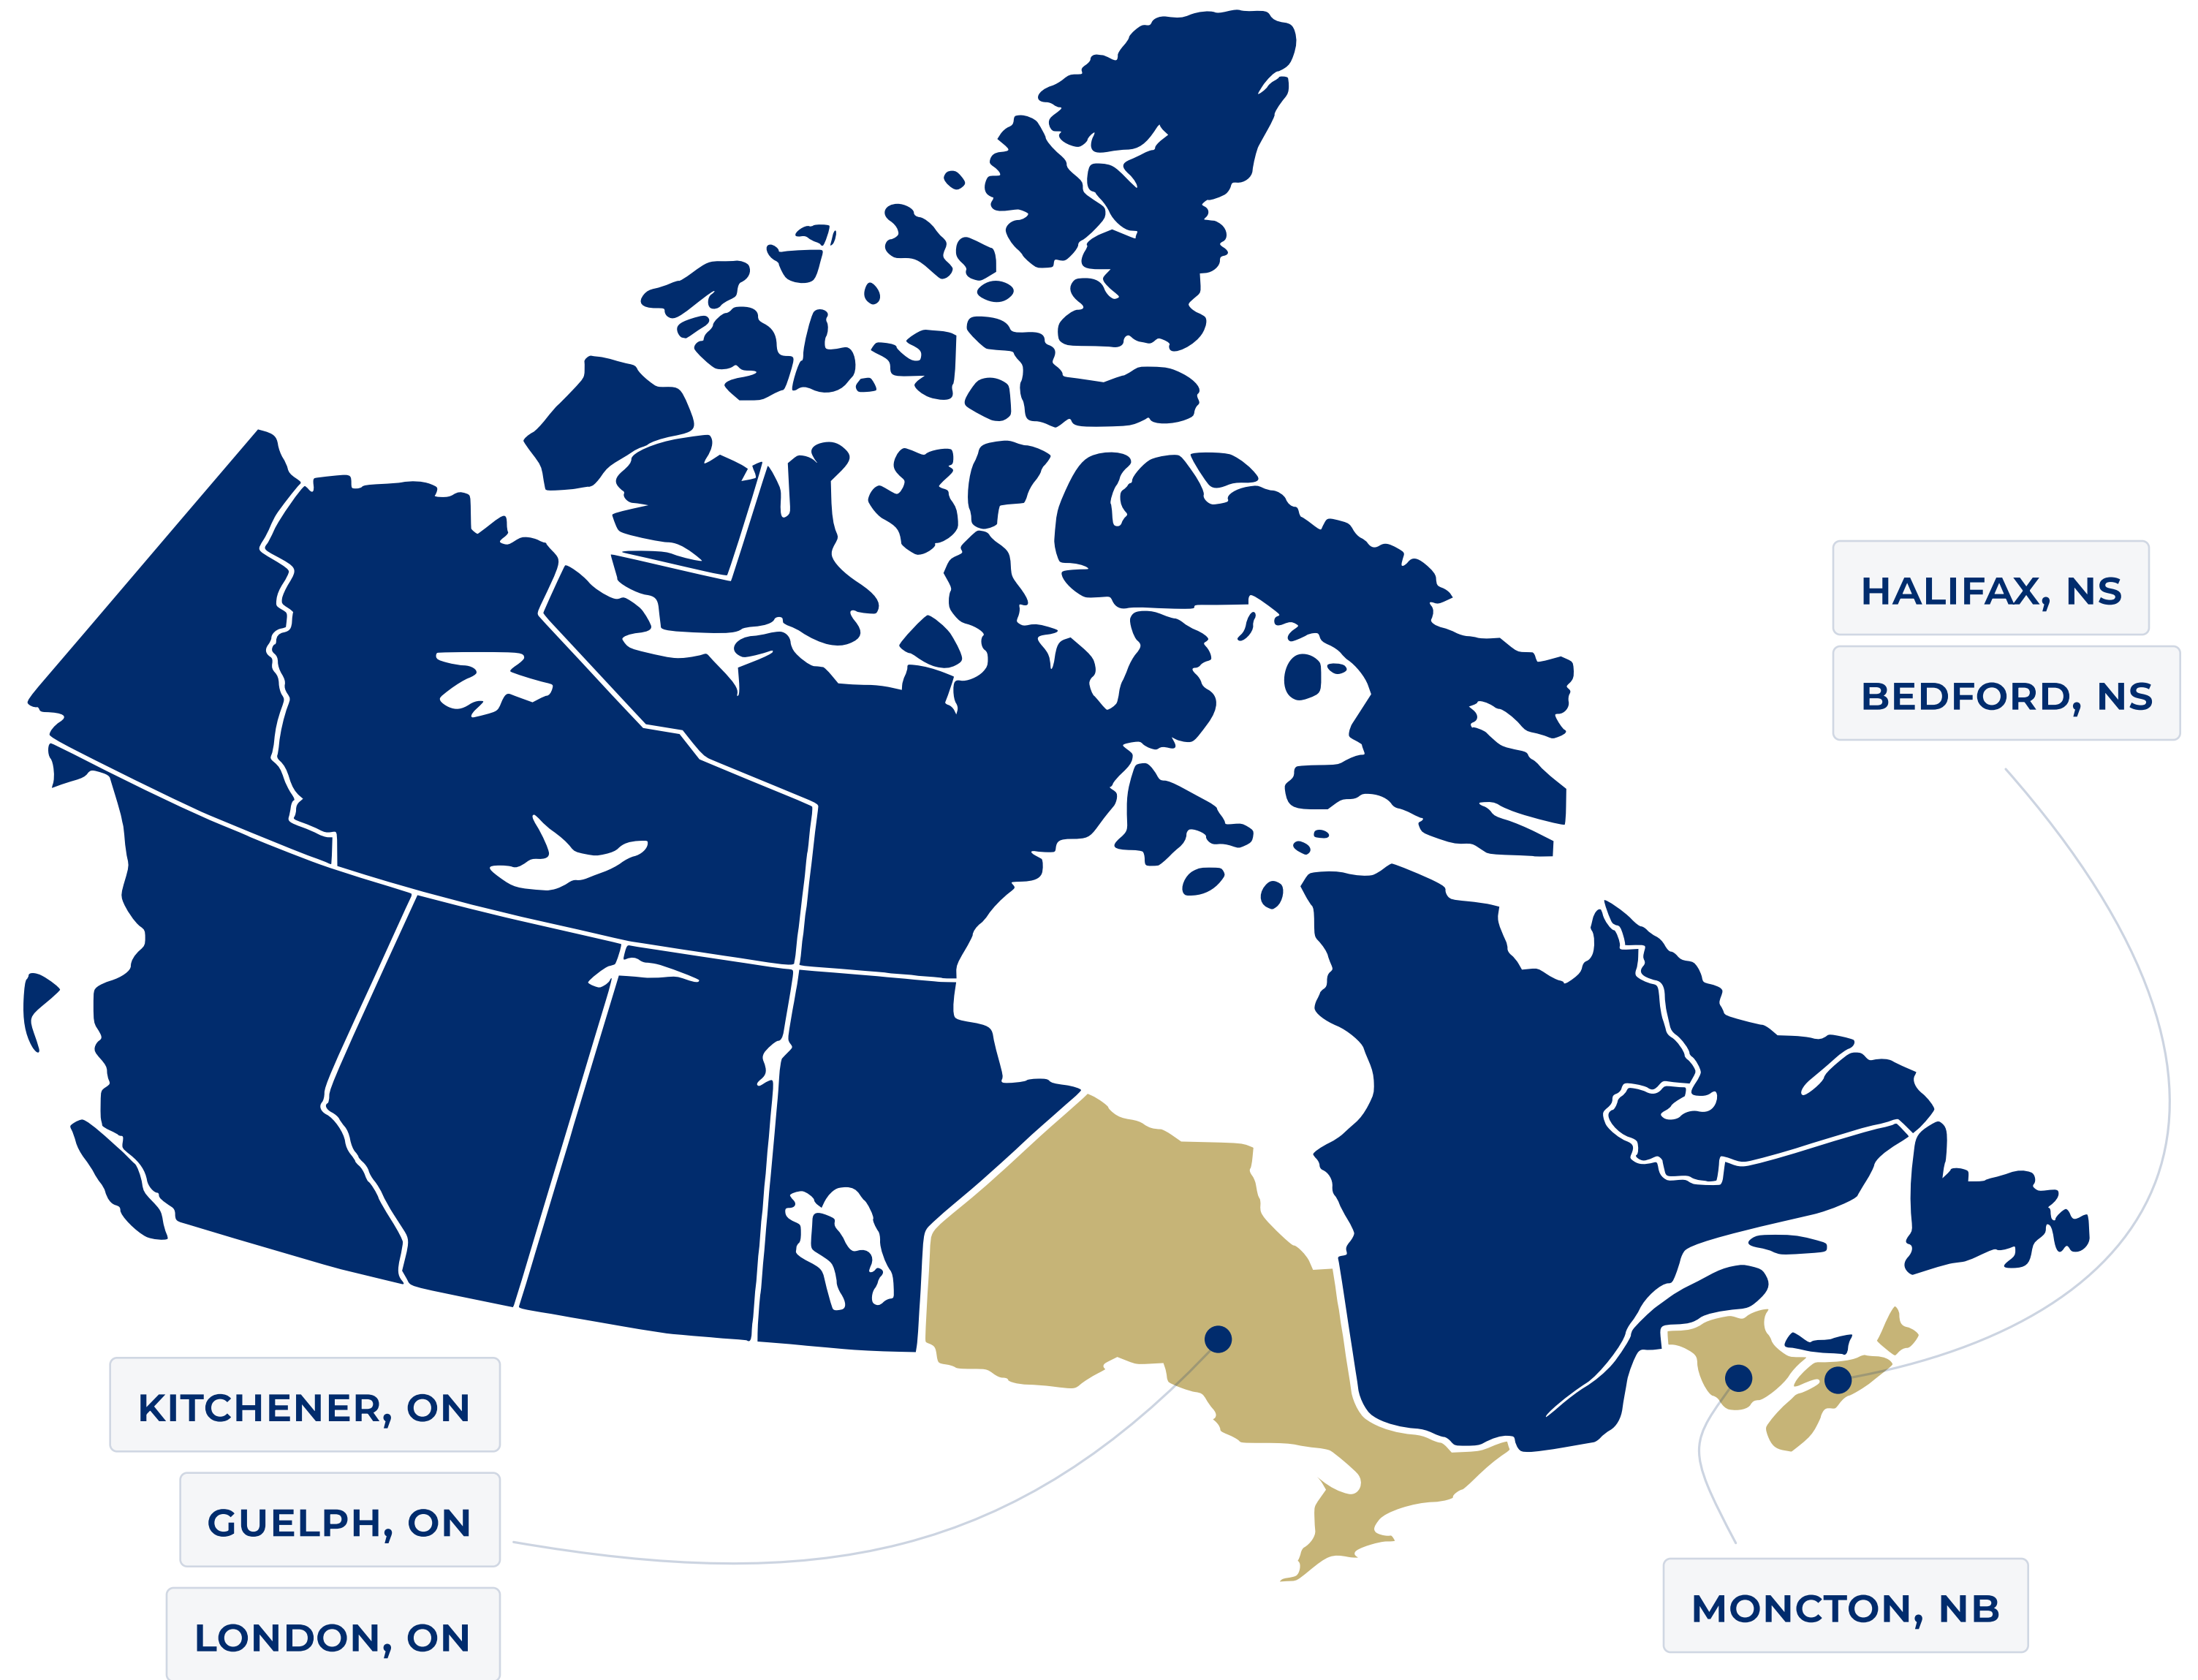 HALIFAX, NS
BEDFORD, NS
KITCHENER, ON
GUELPH, ON
LONDON, ON
MONCTON, NB